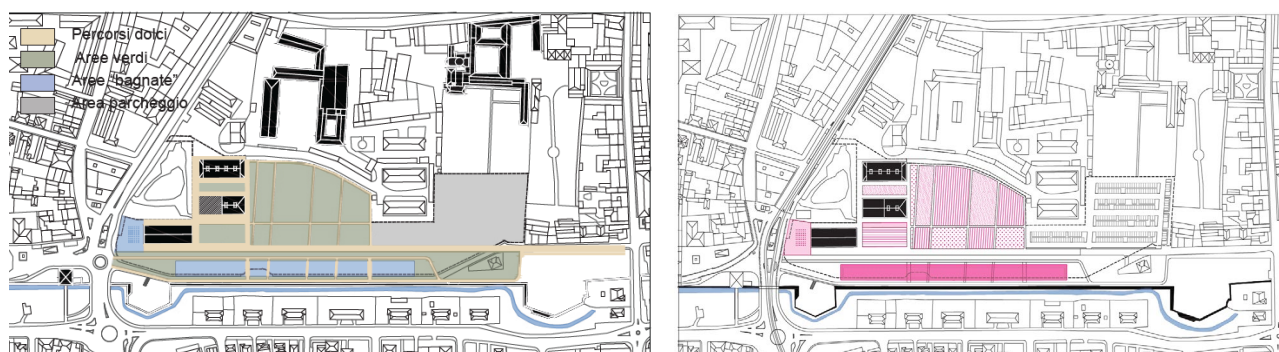 Percorsi dolci
Aree verdi
Aree "bagnate"
Area parcheggio